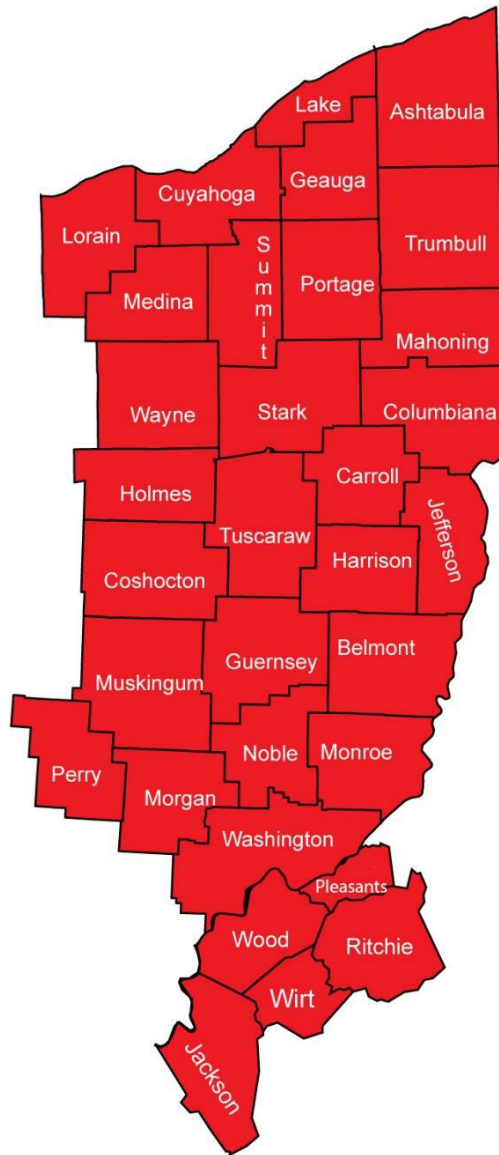 Lake
Ashtabula
Geauga
Cuyahoga
Lorain
Summit
Trumbull
Portage
Medina
Mahoning
Wayne
Stark
Columbiana
Carroll
Holmes
Jefferson
Tuscaraw
Harrison
Coshocton
Belmont
Guernsey
Muskingum
Noble
Monroe
Perry
Morgan
Washington
Pleasants
Wood
Ritchie
Wirt
Jackson